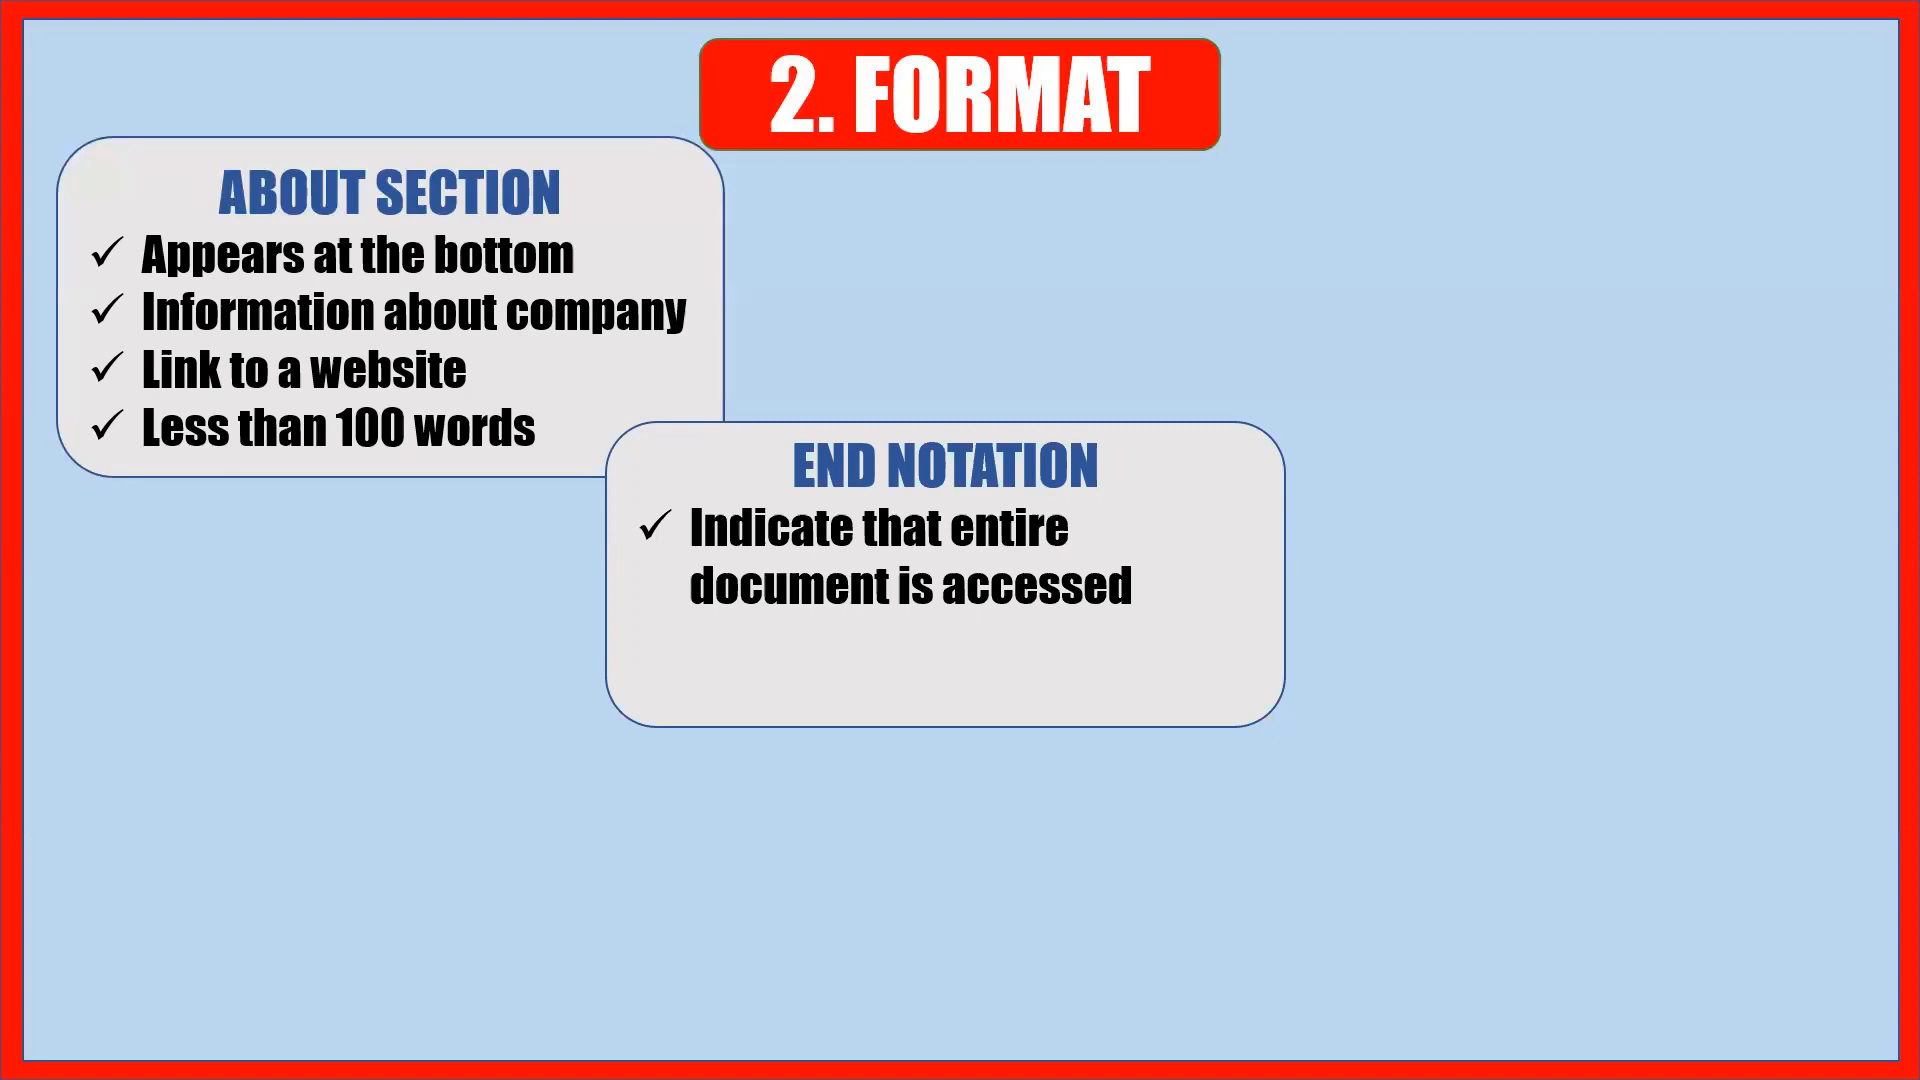 2. FORMAT
ABOUT SECTION
✓ Appears at the bottom
✓ Information about company
✓ Link to a website
✓ Less than 100 words
END NOTATION
✓ Indicate that entire
document is accessed